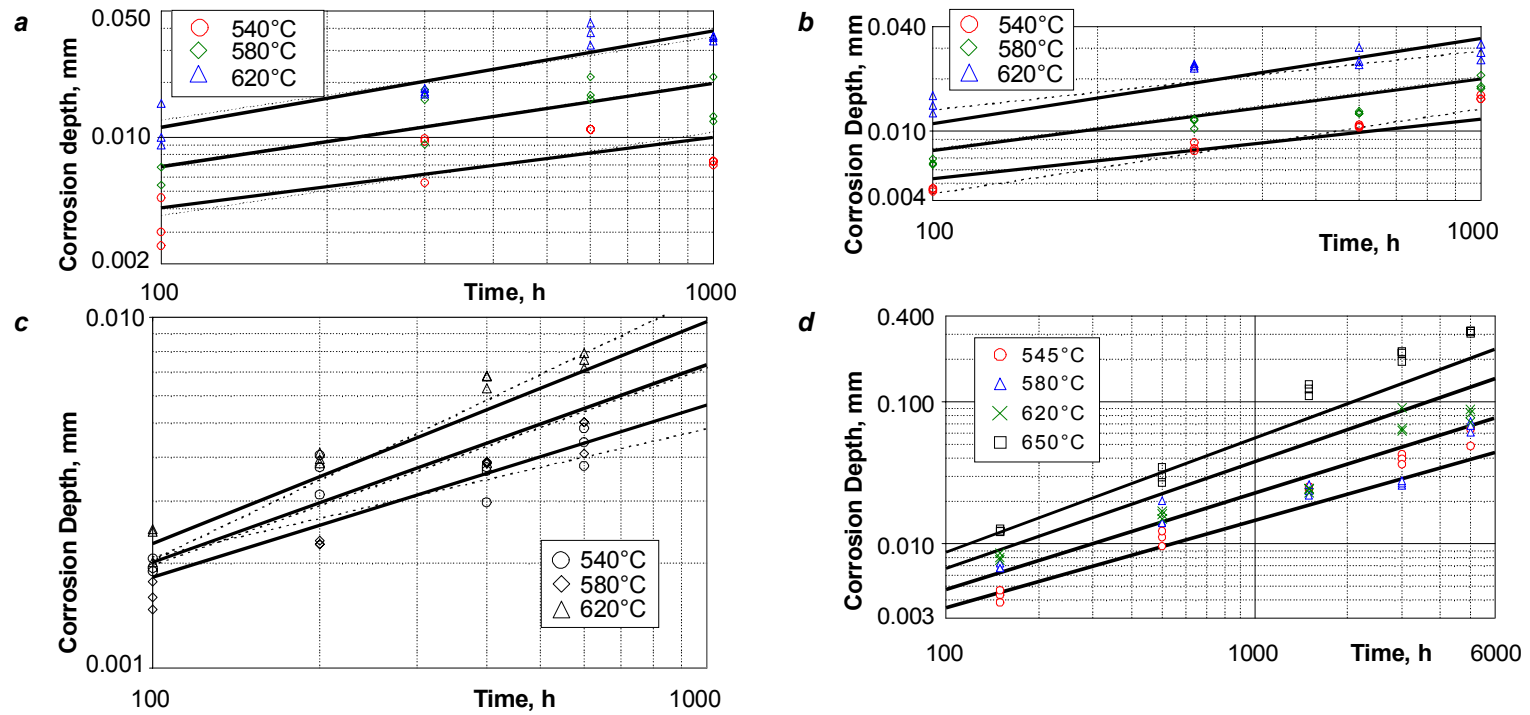 a
0.050
540°C
580°C
620°C
0.010
0.002
Corrosion depth, mm
100
Time, h
1000
b
0.040
540°C
580°C
620°C
0.010
0.004
Corrosion Depth, mm
100
Time, h
1000
c
0.010
Corrosion Depth, mm
540°C
580°C
620°C
0.001
100
Time, h
1000
d
0.400
545°C
580°C
620°C
650°C
0.100
0.010
0.003
Corrosion Depth, mm
100
1000
Time, h
6000